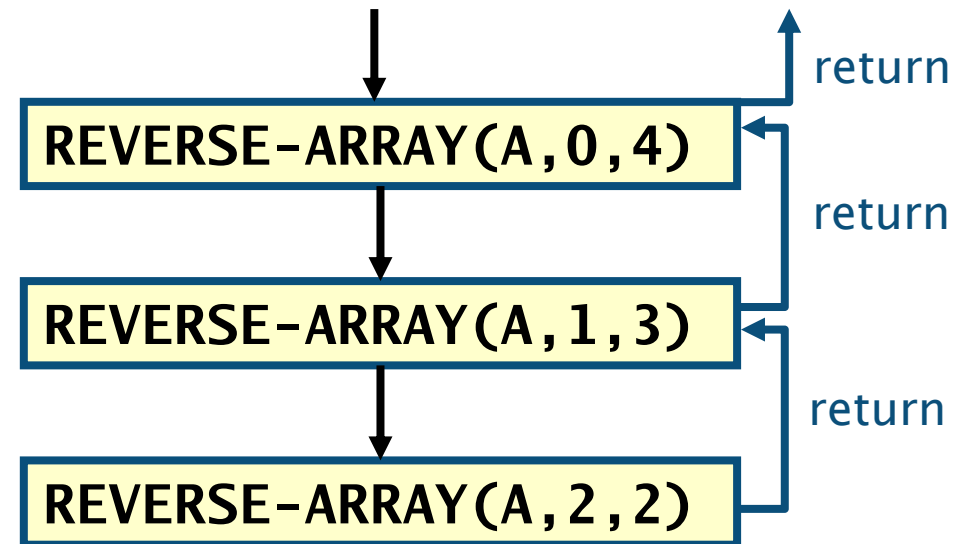 return
REVERSE-ARRAY(A,0,4)
return
REVERSE-ARRAY(A,1,3)
return
REVERSE-ARRAY(A,2,2)